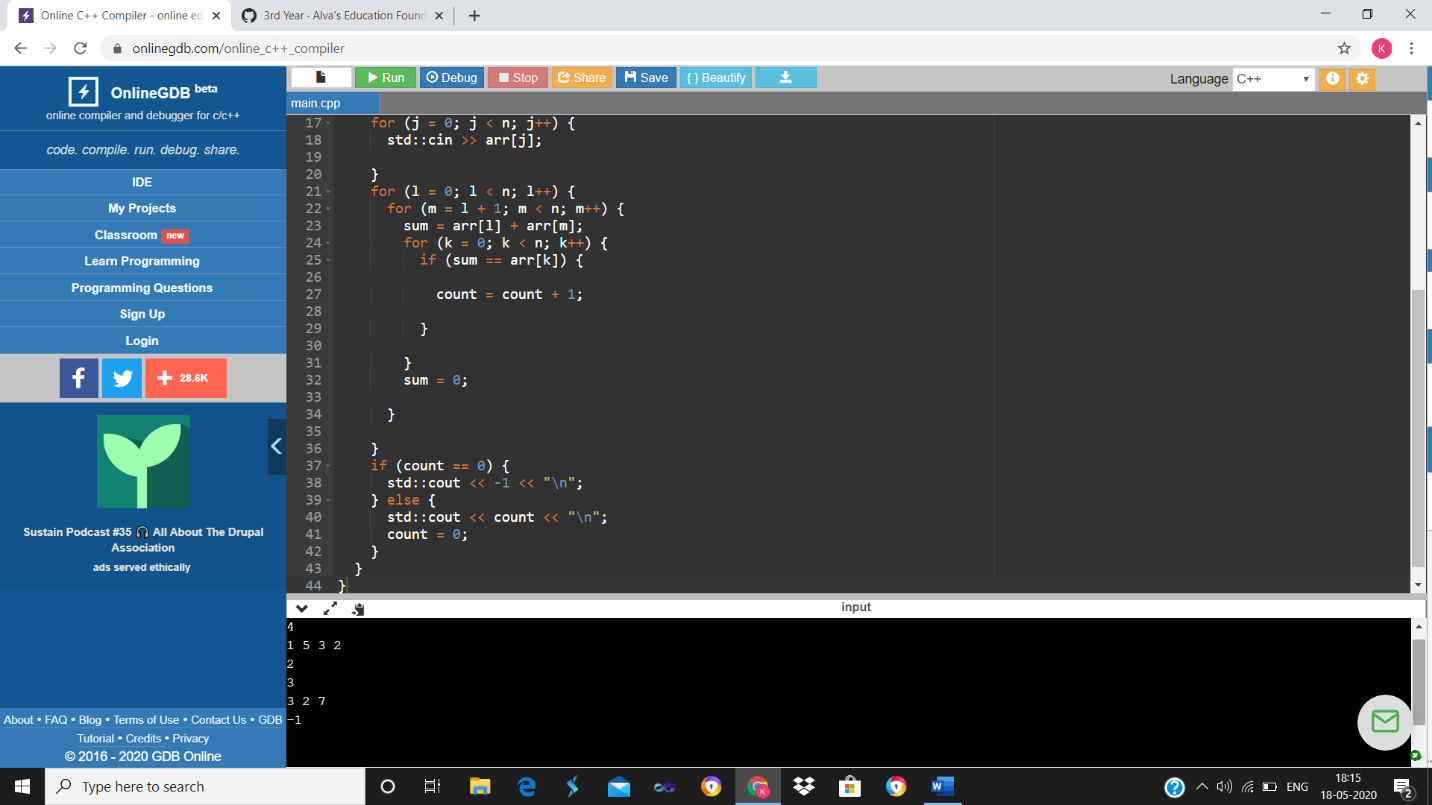 Online C++ Compiler - online ed
3rd Year · Alva's Education Found
onlinegdb.com/online_c++_compiler
K
OnlineGDB beta
online compiler and debugger for c/c++
code. compile. run. debug. share.
IDE
My Projects
Classroom new
Learn Programming
Programming Questions
Sign Up
Login
28.6K
Sustain Podcast #35 🎧 All About The Drupal
Association
ads served ethically
About • FAQ • Blog • Terms of Use • Contact Us • GDB
Tutorial • Credits • Privacy
© 2016 - 2020 GDB Online
Run Debug Stop Share Save { } Beautify
Language C++
main.cpp
17 for (j = 0; j < n; j++) {
18 std::cin >> arr[j];
19
20 }
21 for (l = 0; l < n; l++) {
22 for (m = l + 1; m < n; m++) {
23 sum = arr[l] + arr[m];
24 for (k = 0; k < n; k++) {
25 if (sum == arr[k]) {
26
27 count = count + 1;
28
29 }
30
31 }
32 sum = 0;
33
34 }
35
36 }
37 if (count == 0) {
38 std::cout << -1 << "\n";
39 } else {
40 std::cout << count << "\n";
41 count = 0;
42 }
43 }
44 }
input
4
1 5 3 2
2
3
3 2 7
-1
Type here to search
ENG
18:15
18-05-2020
2